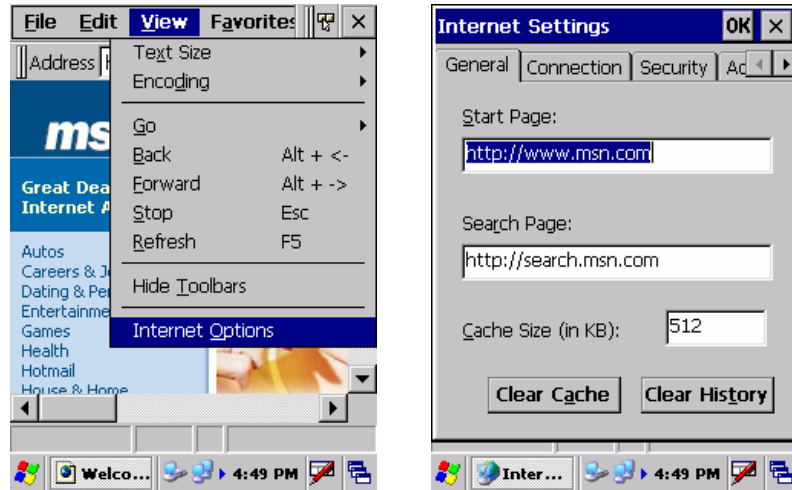 File Edit View Favorites
Address
Text Size
Encoding
Go
Back Alt + <-
Forward Alt + ->
Stop Esc
Refresh F5
Hide Toolbars
Internet Options
ms
Great Dea
Internet A
Autos
Careers & J
Dating & Per
Entertainme
Games
Health
Hotmail
House & Home
Welco... 4:49 PM
Internet Settings OK ×
General Connection Security Ad
Start Page:
http://www.msn.com
Search Page:
http://search.msn.com
Cache Size (in KB): 512
Clear Cache Clear History
Inter... 4:49 PM